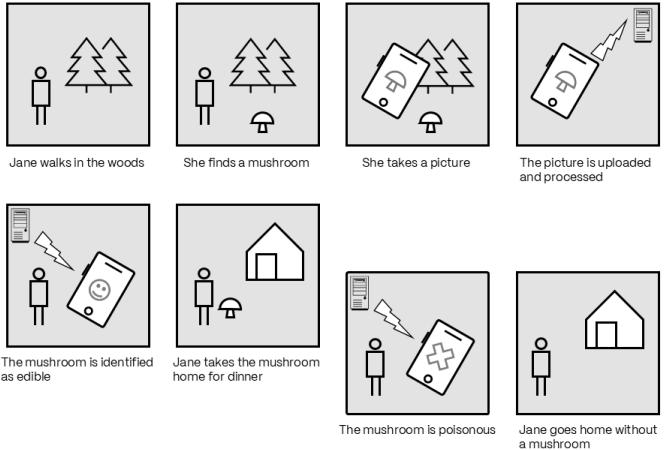 Jane walks in the woods
She finds a mushroom
She takes a picture
The picture is uploaded
and processed
The mushroom is identified
as edible
Jane takes the mushroom
home for dinner
The mushroom is poisonous
Jane goes home without
a mushroom